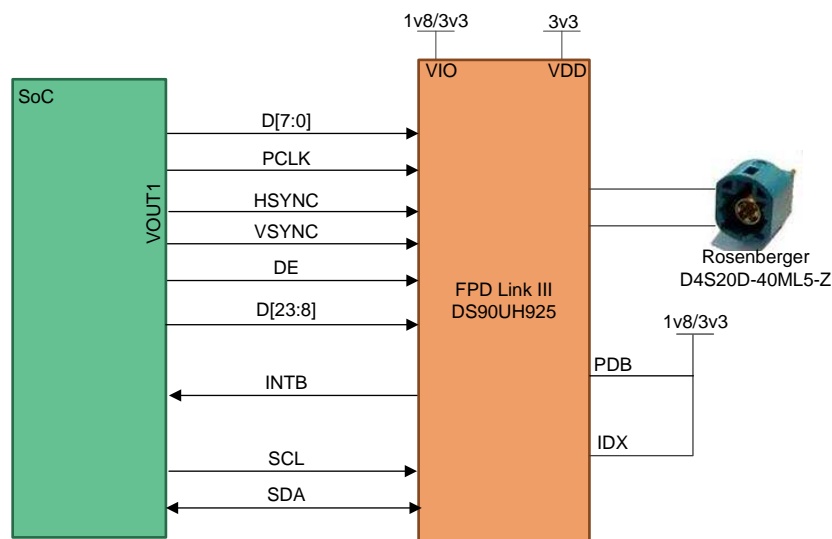 1v8/3v3
3v3
VIO
VDD
SoC
D[7:0]
PCLK
VOUT1
HSYNC
VSYNC
DE
D[23:8]
FPD Link III
DS90UH925
Rosenberger
D4S20D-40ML5-Z
1v8/3v3
PDB
INTB
IDX
SCL
SDA